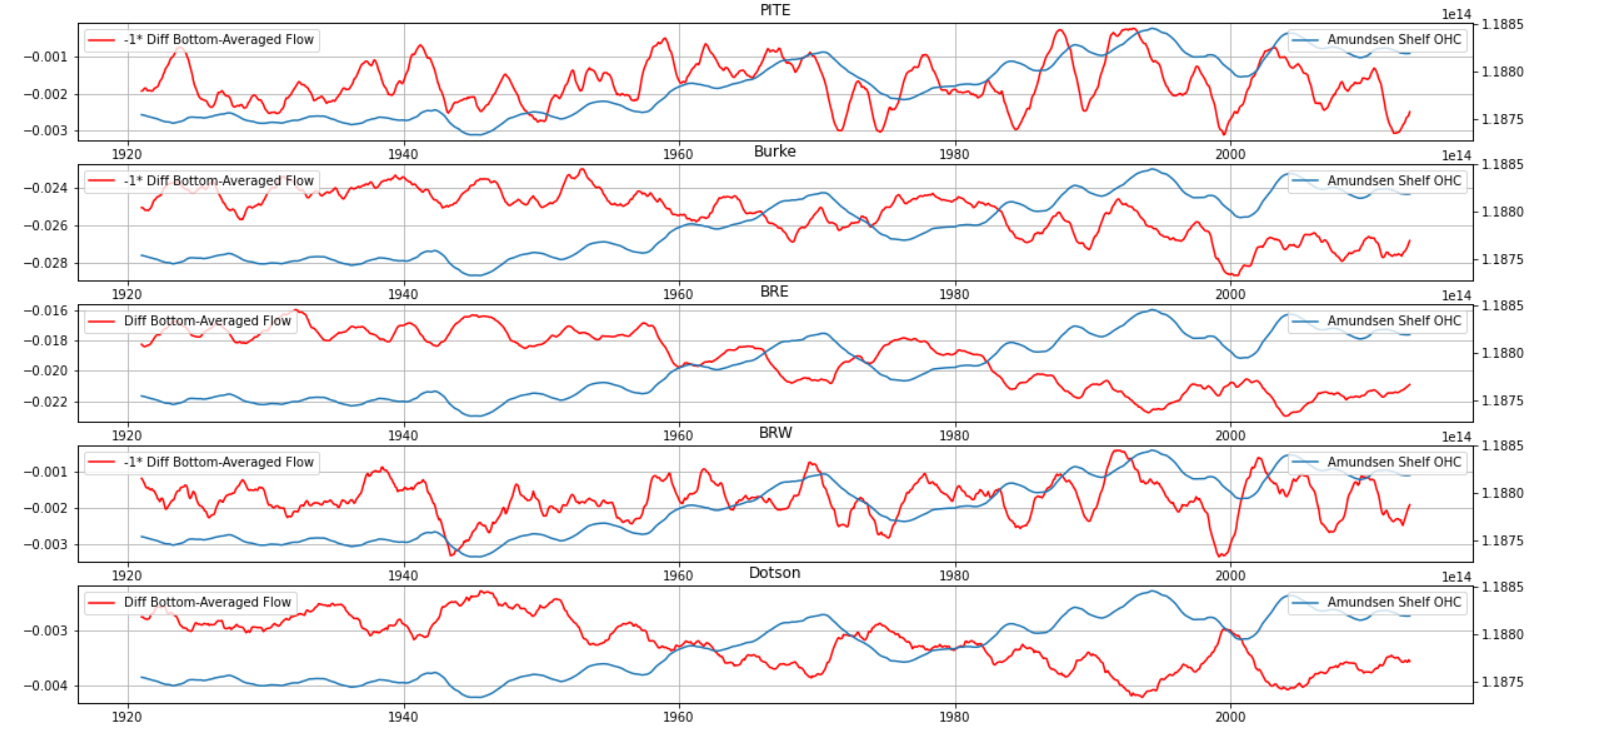 PITE
1e14
-1* Diff Bottom-Averaged Flow
Amundsen Shelf OHC
−0.001
−0.002
−0.003
1.1885
1.1880
1.1875
1920 1940 1960 1980 2000
Burke
1e14
-1* Diff Bottom-Averaged Flow
Amundsen Shelf OHC
−0.024
−0.026
−0.028
1.1885
1.1880
1.1875
1920 1940 1960 1980 2000
BRE
1e14
Diff Bottom-Averaged Flow
Amundsen Shelf OHC
−0.016
−0.018
−0.020
−0.022
1.1885
1.1880
1.1875
1920 1940 1960 1980 2000
BRW
1e14
-1* Diff Bottom-Averaged Flow
Amundsen Shelf OHC
−0.001
−0.002
−0.003
1.1885
1.1880
1.1875
1920 1940 1960 1980 2000
Dotson
1e14
Diff Bottom-Averaged Flow
Amundsen Shelf OHC
−0.003
−0.004
1.1885
1.1880
1.1875
1920 1940 1960 1980 2000